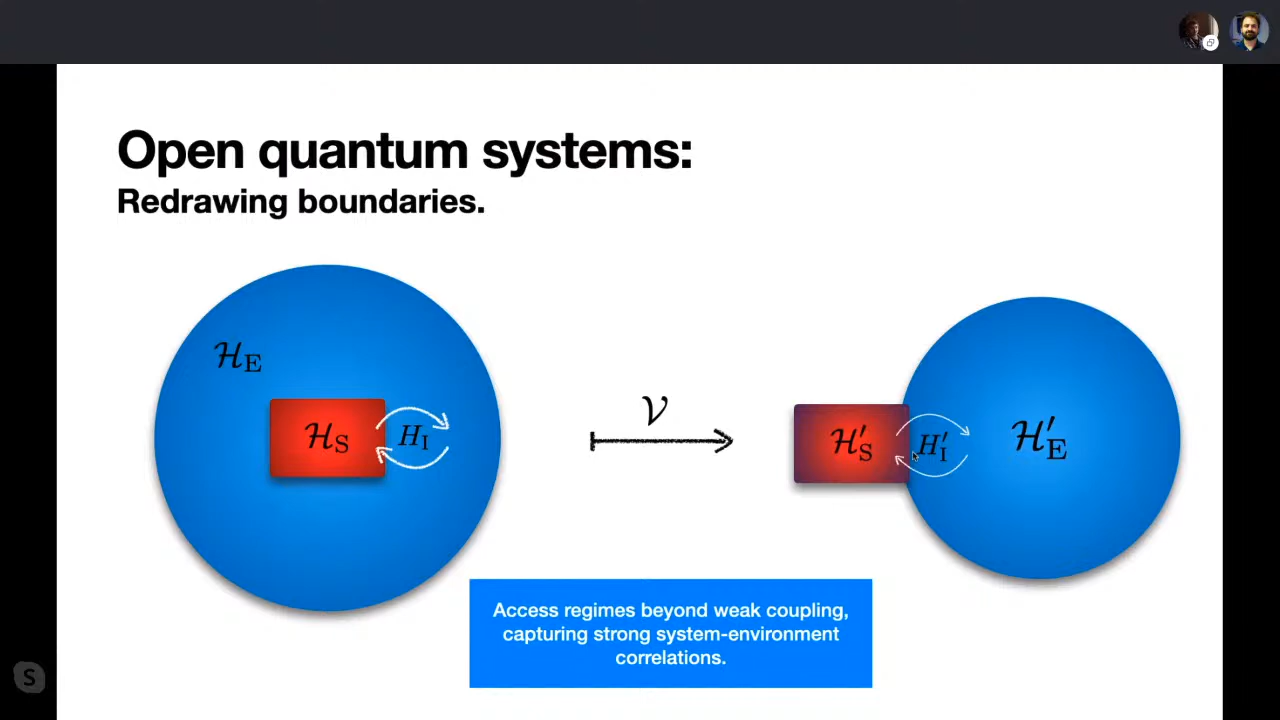 Open quantum systems:
Redrawing boundaries.
𝓗_E
𝓗_S
H_I
𝒱
𝓗′_S
H′_I
𝓗′_E
Access regimes beyond weak coupling,
capturing strong system-environment
correlations.
S